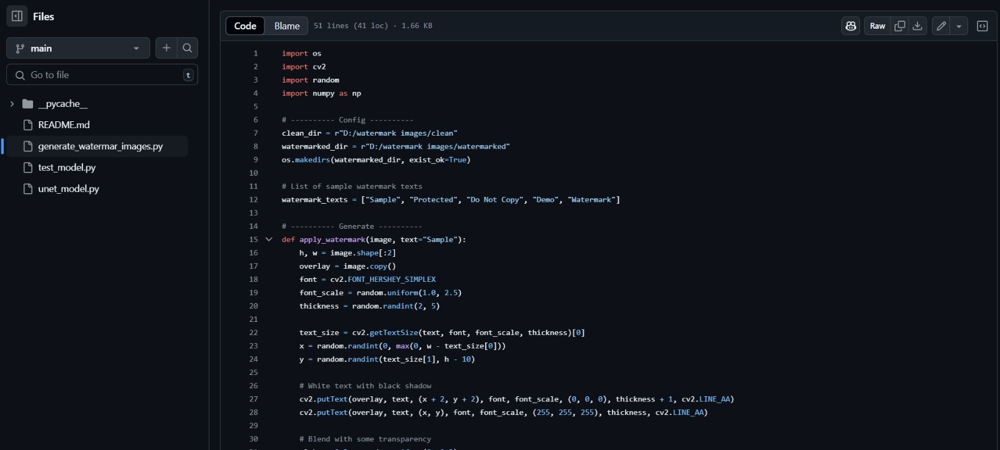 Files
main
Go to file
t
__pycache__
README.md
generate_watermar_images.py
test_model.py
unet_model.py
Code Blame 51 lines (41 loc) · 1.66 KB Raw
1 import os
2 import cv2
3 import random
4 import numpy as np
5
6 # ---------- Config ----------
7 clean_dir = r"D:/watermark images/clean"
8 watermarked_dir = r"D:/watermark images/watermarked"
9 os.makedirs(watermarked_dir, exist_ok=True)
10
11 # List of sample watermark texts
12 watermark_texts = ["Sample", "Protected", "Do Not Copy", "Demo", "Watermark"]
13
14 # ---------- Generate ----------
15 def apply_watermark(image, text="Sample"):
16 h, w = image.shape[:2]
17 overlay = image.copy()
18 font = cv2.FONT_HERSHEY_SIMPLEX
19 font_scale = random.uniform(1.0, 2.5)
20 thickness = random.randint(2, 5)
21
22 text_size = cv2.getTextSize(text, font, font_scale, thickness)[0]
23 x = random.randint(0, max(0, w - text_size[0]))
24 y = random.randint(text_size[1], h - 10)
25
26 # White text with black shadow
27 cv2.putText(overlay, text, (x + 2, y + 2), font, font_scale, (0, 0, 0), thickness + 1, cv2.LINE_AA)
28 cv2.putText(overlay, text, (x, y), font, font_scale, (255, 255, 255), thickness, cv2.LINE_AA)
29
30 # Blend with some transparency